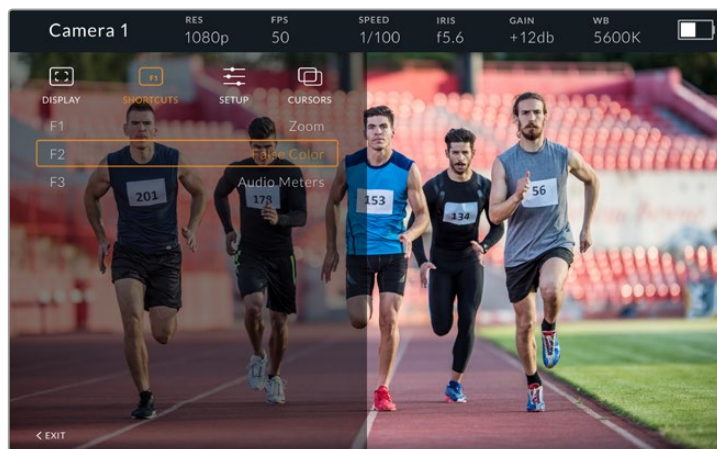 Camera 1
RES FPS SPEED IRIS GAIN WB
1080p 50 1/100 f5.6 +12db 5600K
F1
DISPLAY SHORTCUTS SETUP CURSORS
F1 Zoom
F2 False Color
F3 Audio Meters
201 178 153 134 56
< EXIT